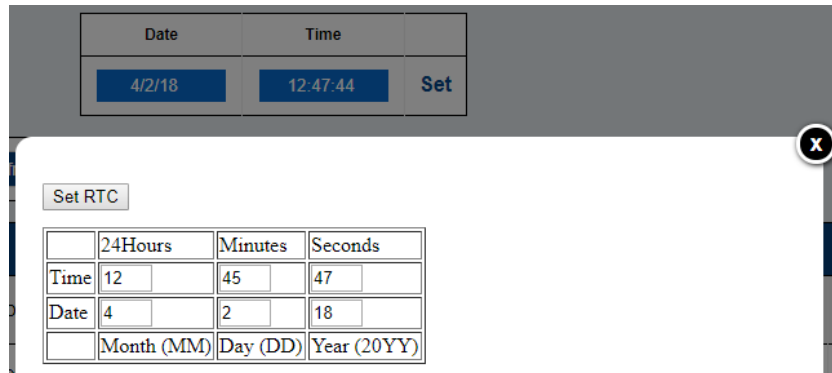 Date Time
4/2/18 12:47:44 Set
x
Set RTC
24Hours Minutes Seconds
Time 12 45 47
Date 4 2 18
Month (MM) Day (DD) Year (20YY)